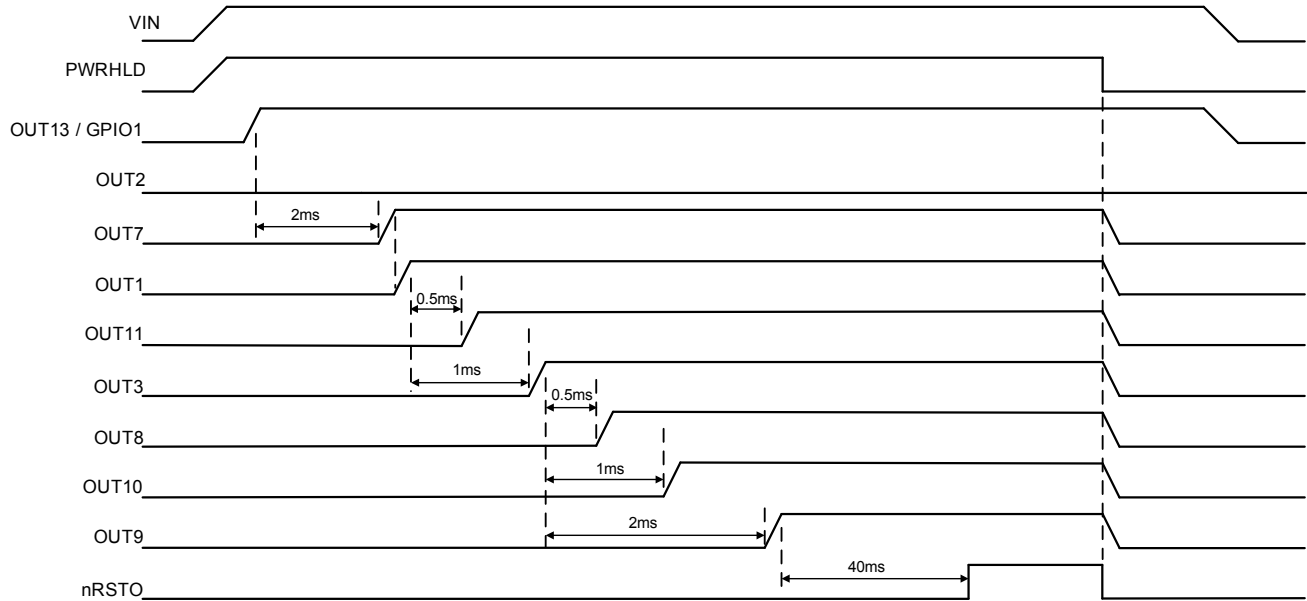 VIN
PWRHLD
OUT13 / GPIO1
OUT2
2ms
OUT7
OUT1
0.5ms
OUT11
1ms
OUT3
0.5ms
OUT8
1ms
OUT10
2ms
OUT9
40ms
nRSTO